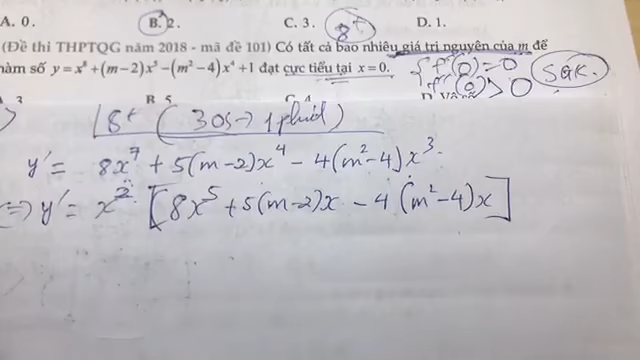 A. 0. B. 2. C. 3. D. 1.
8+
(Đề thi THPTQG năm 2018 - mã đề 101) Có tất cả bao nhiêu giá trị nguyên của m để
hàm số y = x⁸ + (m−2)x⁵ − (m²−4)x⁴ + 1 đạt cực tiểu tại x = 0.
{ f'(0) = 0
f''(0) > 0
SGK.
3 B. 5 C. 4 D. Vô số
8+ (30s → 1 phút)
y' = 8x⁷ + 5(m−2)x⁴ − 4(m²−4)x³.
⇔ y' = x². [8x⁵ + 5(m−2)x − 4(m²−4)x]